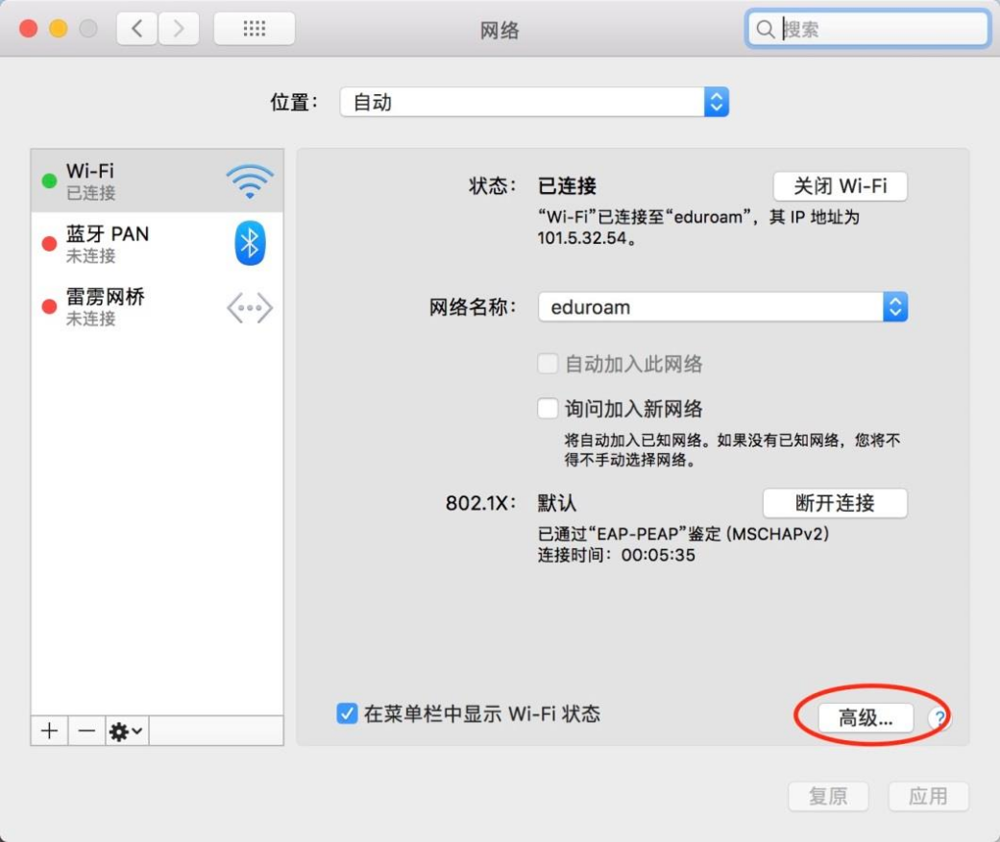 网络
搜索
位置：
自动
Wi-Fi
已连接
蓝牙 PAN
未连接
雷雳网桥
未连接
状态：
已连接
关闭 Wi-Fi
“Wi-Fi”已连接至“eduroam”，其 IP 地址为
101.5.32.54。
网络名称：
eduroam
自动加入此网络
询问加入新网络
将自动加入已知网络。如果没有已知网络，您将不
得不手动选择网络。
802.1X：
默认
断开连接
已通过“EAP-PEAP”鉴定 (MSCHAPv2)
连接时间：00:05:35
在菜单栏中显示 Wi-Fi 状态
高级...
?
复原
应用